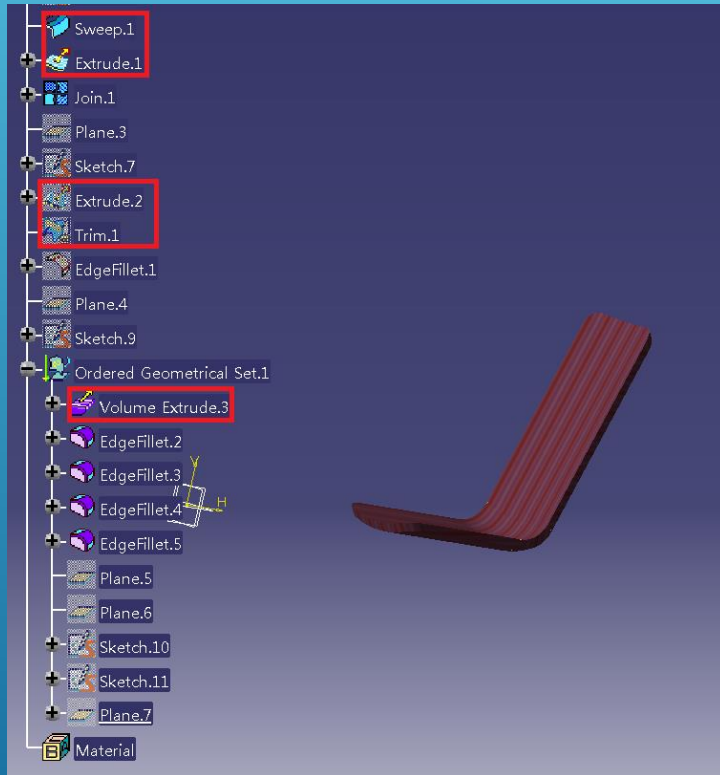 Sweep.1
Extrude.1
Join.1
Plane.3
Sketch.7
Extrude.2
Trim.1
EdgeFillet.1
Plane.4
Sketch.9
Ordered Geometrical Set.1
Volume Extrude.3
EdgeFillet.2
EdgeFillet.3
V
EdgeFillet.4
H
EdgeFillet.5
Plane.5
Plane.6
Sketch.10
Sketch.11
Plane.7
Material